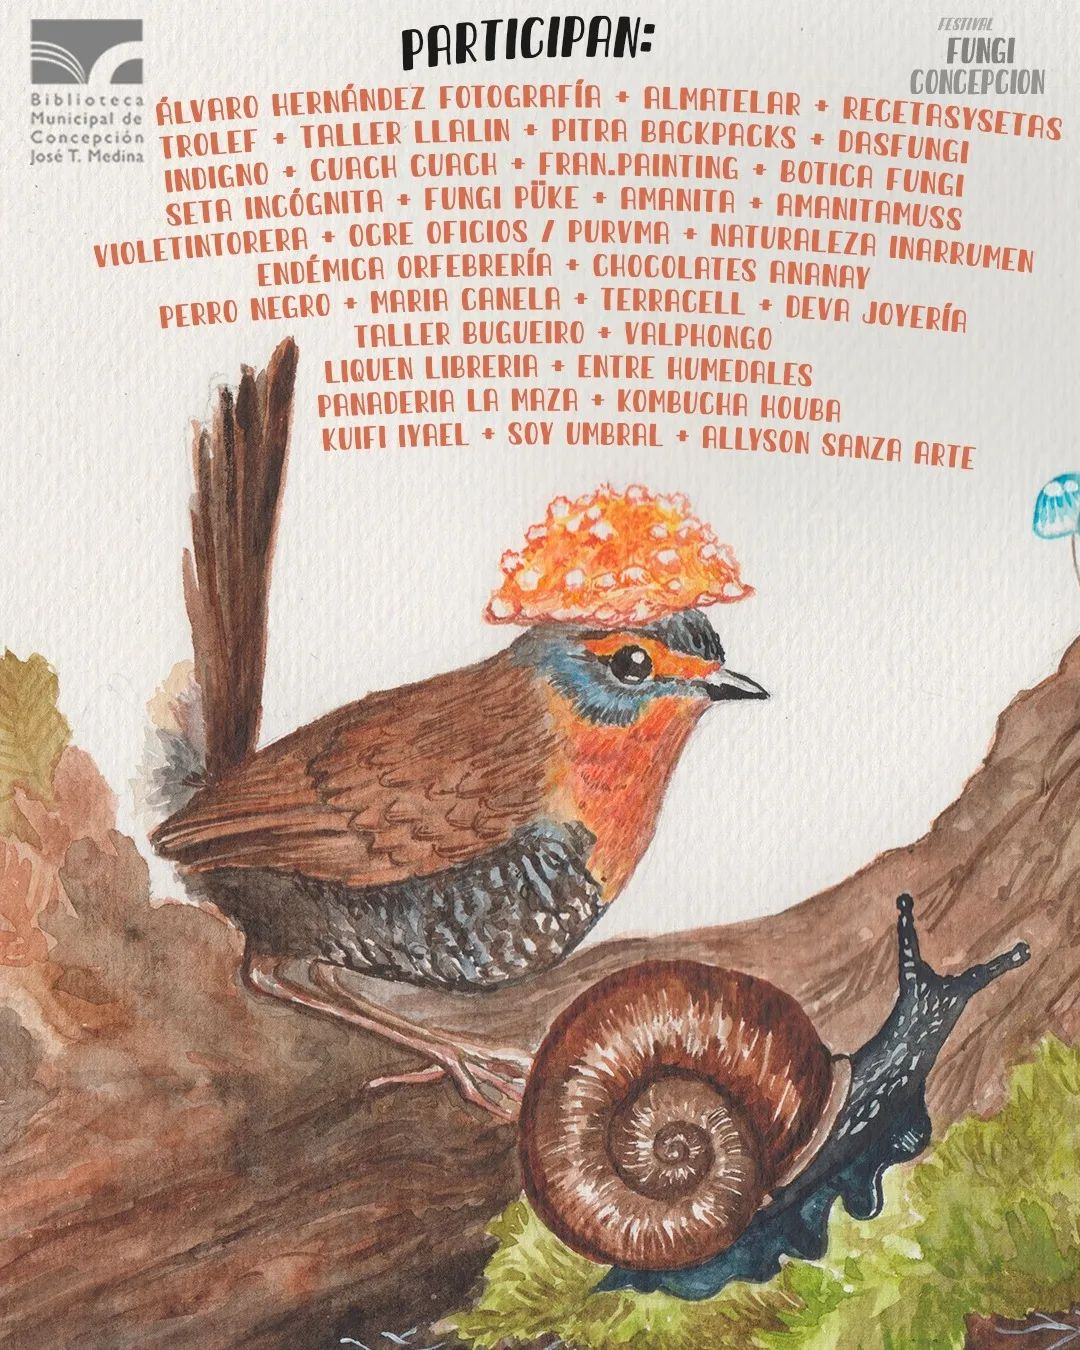 Biblioteca
Municipal de
Concepción
José T. Medina
PARTICIPAN:
FESTIVAL
FUNGI
CONCEPCION
ÁLVARO HERNÁNDEZ FOTOGRAFÍA + ALMATELAR + RECETASYSETAS
TROLEF + TALLER LLALIN + PITRA BACKPACKS + DASFUNGI
INDIGNO + CUACH CUACH + FRAN.PAINTING + BOTICA FUNGI
SETA INCÓGNITA + FUNGI PÜKE + AMANITA + AMANITAMUSS
VIOLETINTORERA + OCRE OFICIOS / PURVMA + NATURALEZA INARRUMEN
ENDÉMICA ORFEBRERÍA + CHOCOLATES ANANAY
PERRO NEGRO + MARIA CANELA + TERRACELL + DEVA JOYERÍA
TALLER BUGUEIRO + VALPHONGO
LIQUEN LIBRERIA + ENTRE HUMEDALES
PANADERIA LA MAZA + KOMBUCHA HOUBA
KUIFI IYAEL + SOY UMBRAL + ALLYSON SANZA ARTE